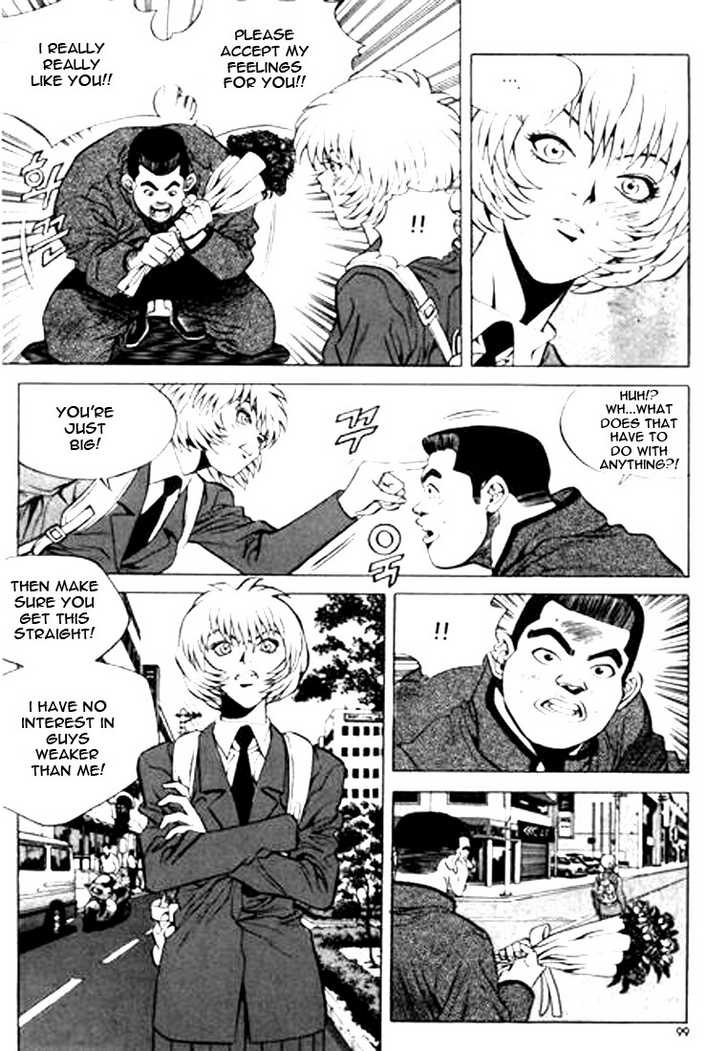 I REALLY
REALLY
LIKE YOU!!
PLEASE
ACCEPT MY
FEELINGS
FOR YOU!!
!!
...
YOU'RE
JUST
BIG!
꾸
욱
HUH!?
WH...WHAT
DOES THAT
HAVE TO
DO WITH
ANYTHING?!
THEN MAKE
SURE YOU
GET THIS
STRAIGHT!
I HAVE NO
INTEREST IN
GUYS
WEAKER
THAN ME!
!!
99